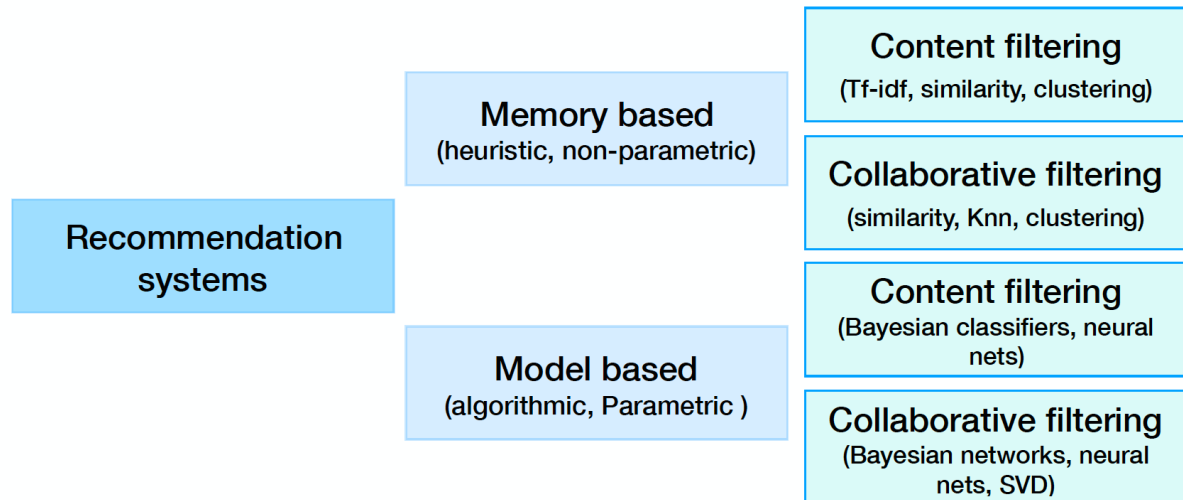 Recommendation
systems
Memory based
(heuristic, non-parametric)
Model based
(algorithmic, Parametric )
Content filtering
(Tf-idf, similarity, clustering)
Collaborative filtering
(similarity, Knn, clustering)
Content filtering
(Bayesian classifiers, neural
nets)
Collaborative filtering
(Bayesian networks, neural
nets, SVD)